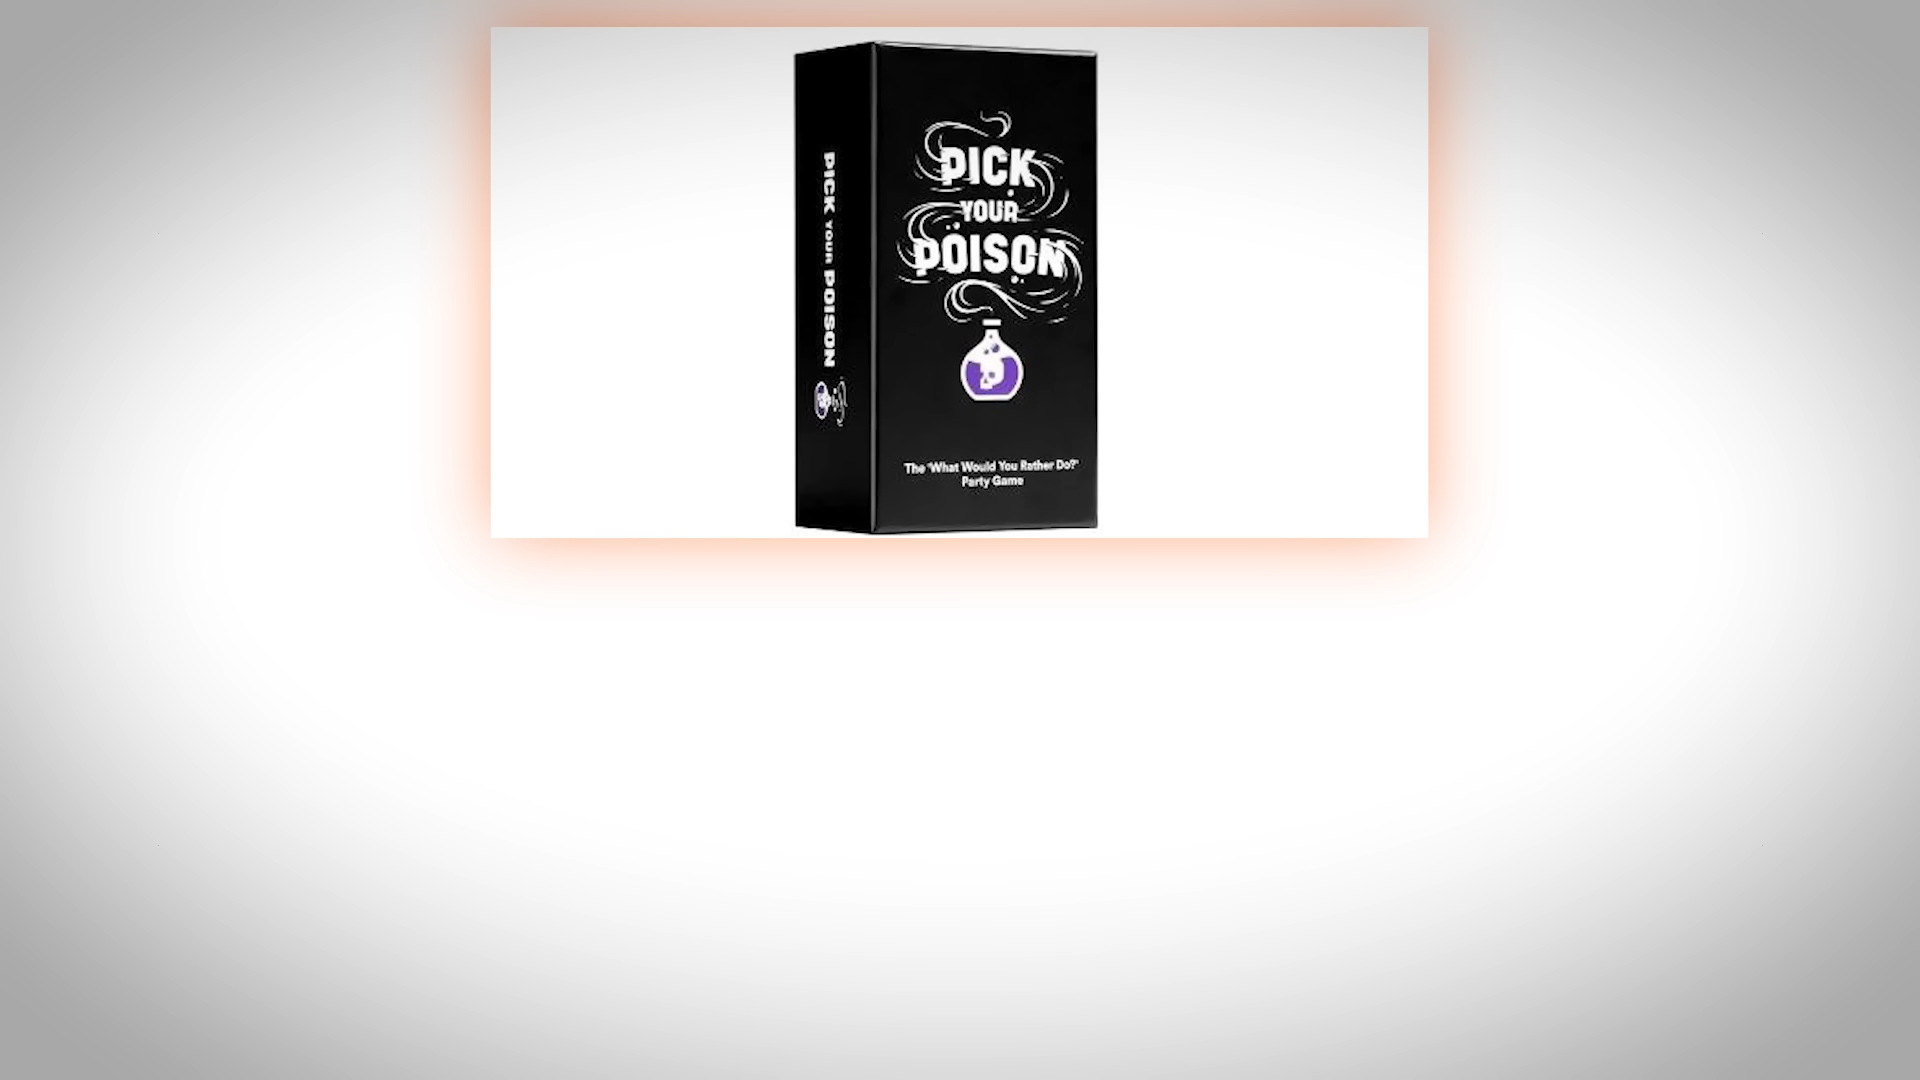 PICK YOUR POISON
PICK
YOUR
POISON
The 'What Would You Rather Do?'
Party Game